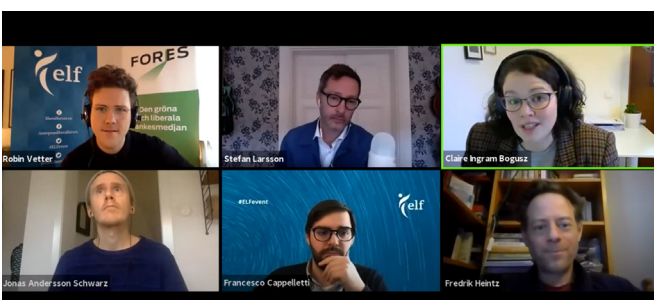 elf
FORES
Den gröna
och liberala
ankesmedjan
Robin Vetter
Stefan Larsson
Claire Ingram Bogusz
Jonas Andersson Schwarz
#ELFevent
elf
Francesco Cappelletti
Fredrik Heintz